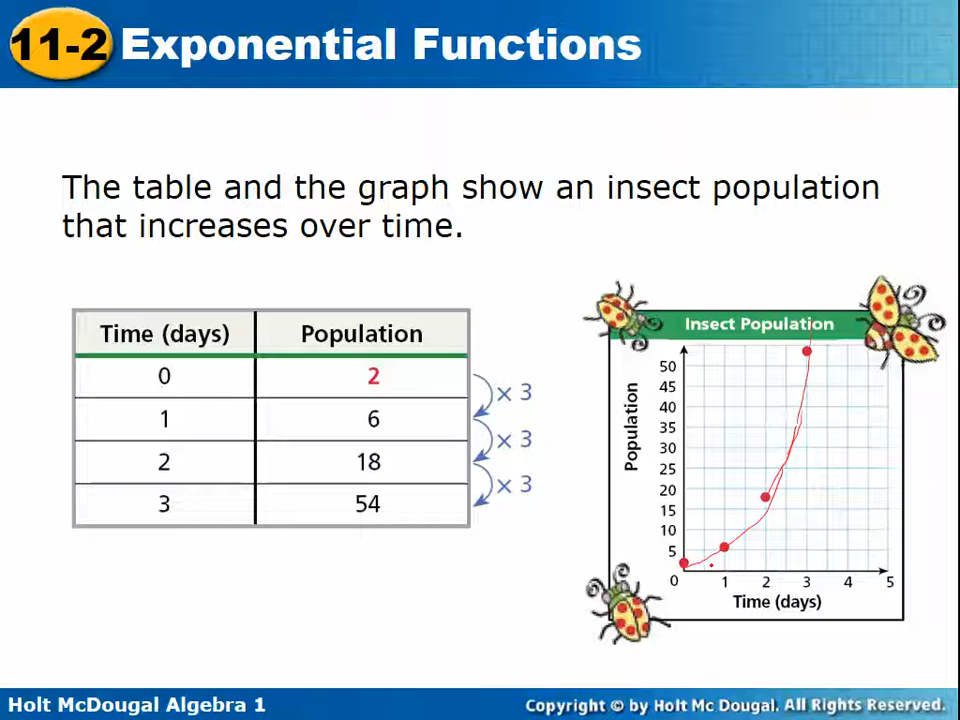 11-2 Exponential Functions
The table and the graph show an insect population
that increases over time.
Time (days) Population
0 2
× 3
1 6
× 3
2 18
× 3
3 54
Insect Population
Population
50
45
40
35
30
25
20
15
10
5
0 1 2 3 4 5
Time (days)
Holt McDougal Algebra 1
Copyright © by Holt Mc Dougal. All Rights Reserved.